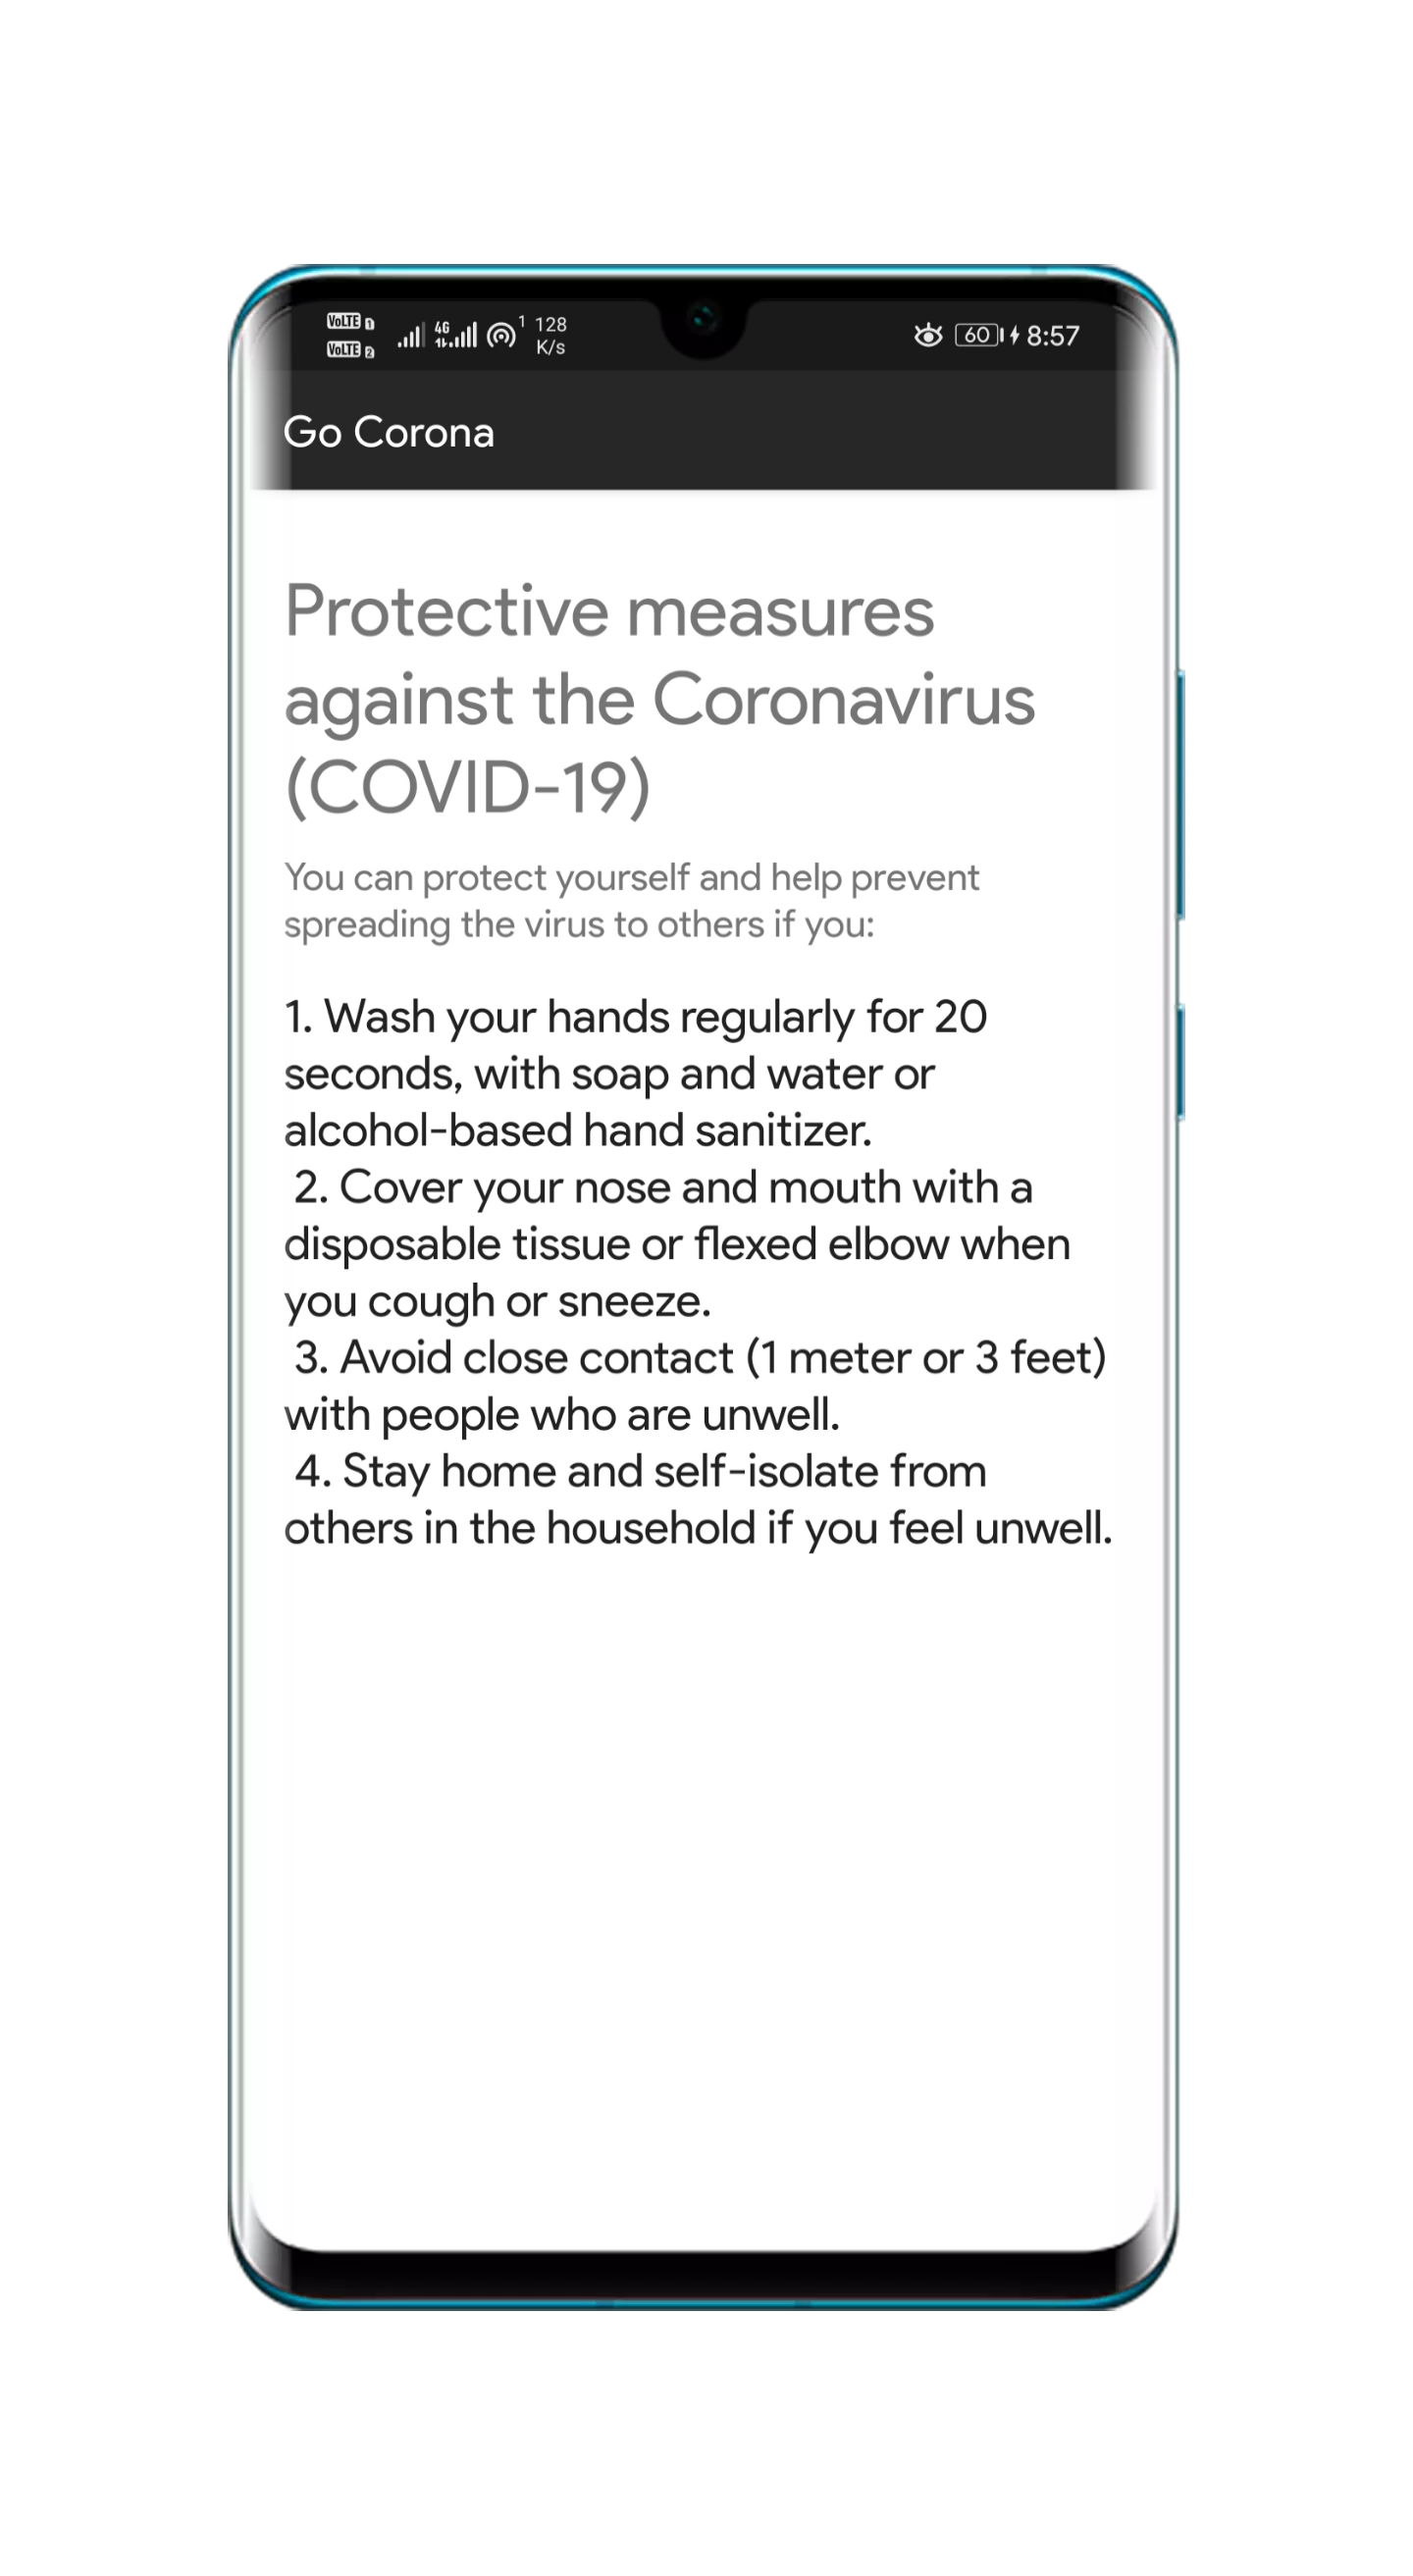 VoLTE 1
VoLTE 2
4G
1
128
K/s
60
8:57
Go Corona
Protective measures
against the Coronavirus
(COVID-19)
You can protect yourself and help prevent
spreading the virus to others if you:
1. Wash your hands regularly for 20
seconds, with soap and water or
alcohol-based hand sanitizer.
2. Cover your nose and mouth with a
disposable tissue or flexed elbow when
you cough or sneeze.
3. Avoid close contact (1 meter or 3 feet)
with people who are unwell.
4. Stay home and self-isolate from
others in the household if you feel unwell.